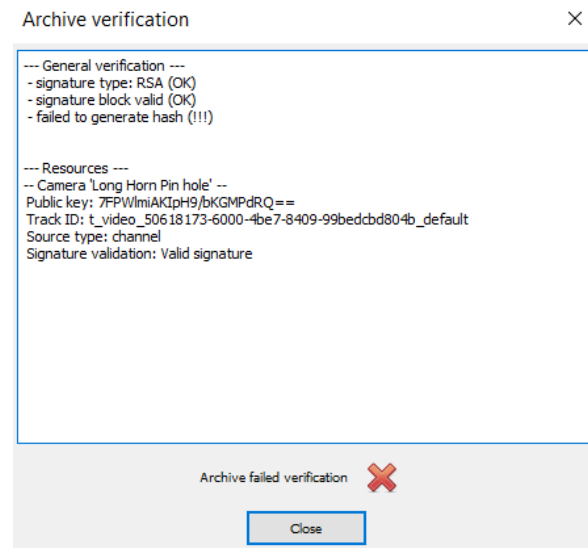 Archive verification
--- General verification ---
- signature type: RSA (OK)
- signature block valid (OK)
- failed to generate hash (!!!)
--- Resources ---
-- Camera 'Long Horn Pin hole' --
Public key: 7FPWlmiAKIpH9/bKGMPdRQ==
Track ID: t_video_50618173-6000-4be7-8409-99bedcbd804b_default
Source type: channel
Signature validation: Valid signature
Archive failed verification
Close